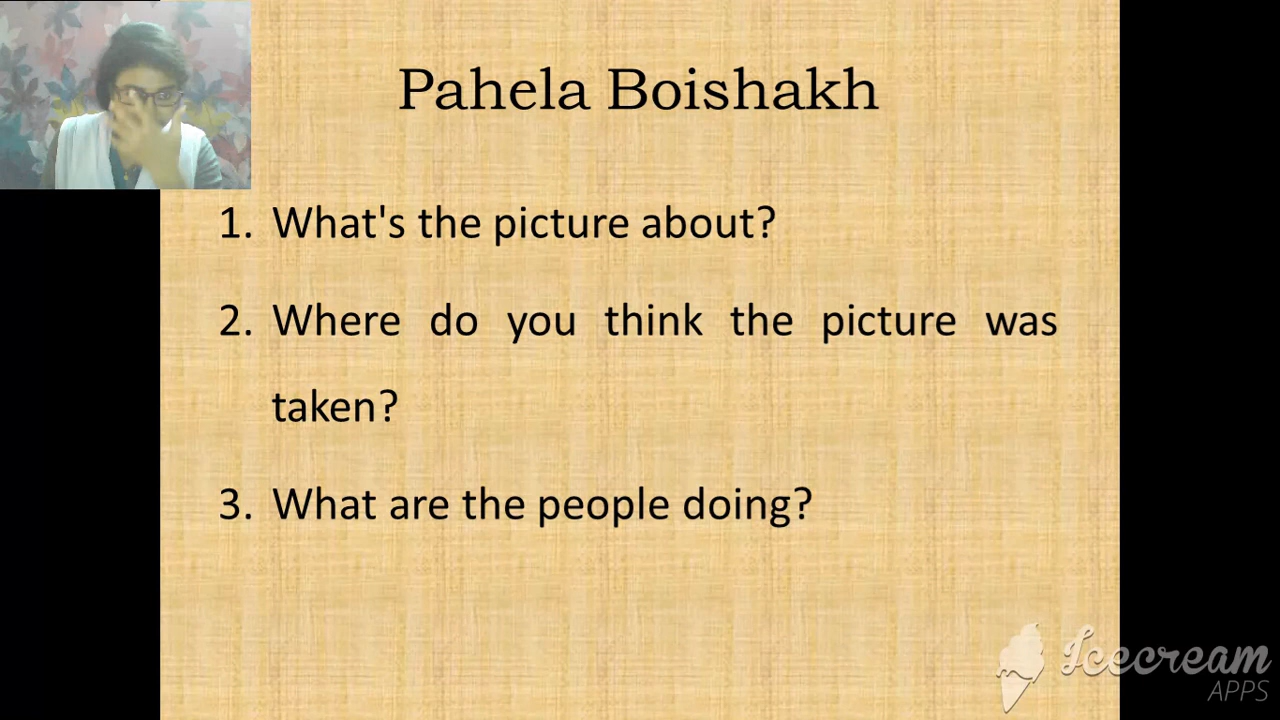 Pahela Boishakh
1. What's the picture about?
2. Where do you think the picture was
taken?
3. What are the people doing?
Icecream
APPS